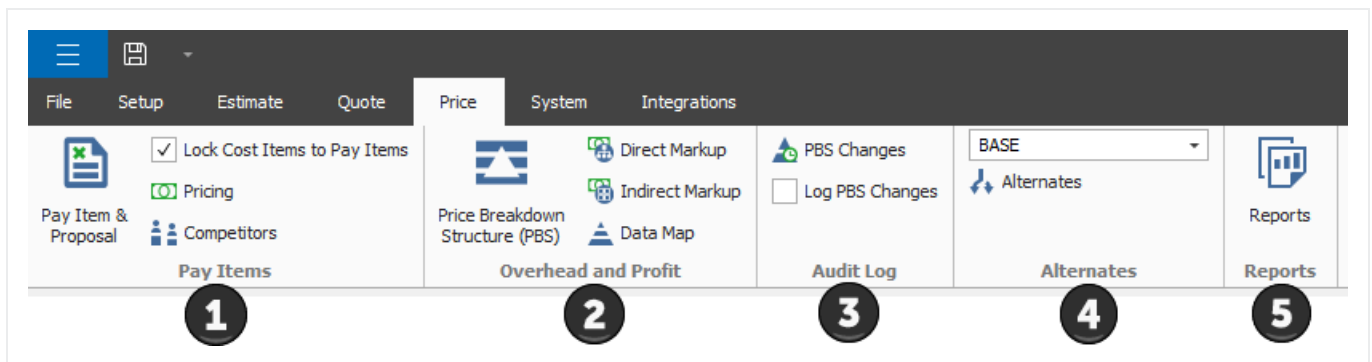 File Setup Estimate Quote Price System Integrations
Pay Item &
Proposal
Lock Cost Items to Pay Items
Pricing
Competitors
Pay Items
Price Breakdown
Structure (PBS)
Direct Markup
Indirect Markup
Data Map
Overhead and Profit
PBS Changes
Log PBS Changes
Audit Log
BASE
Alternates
Alternates
Reports
Reports
1 2 3 4 5